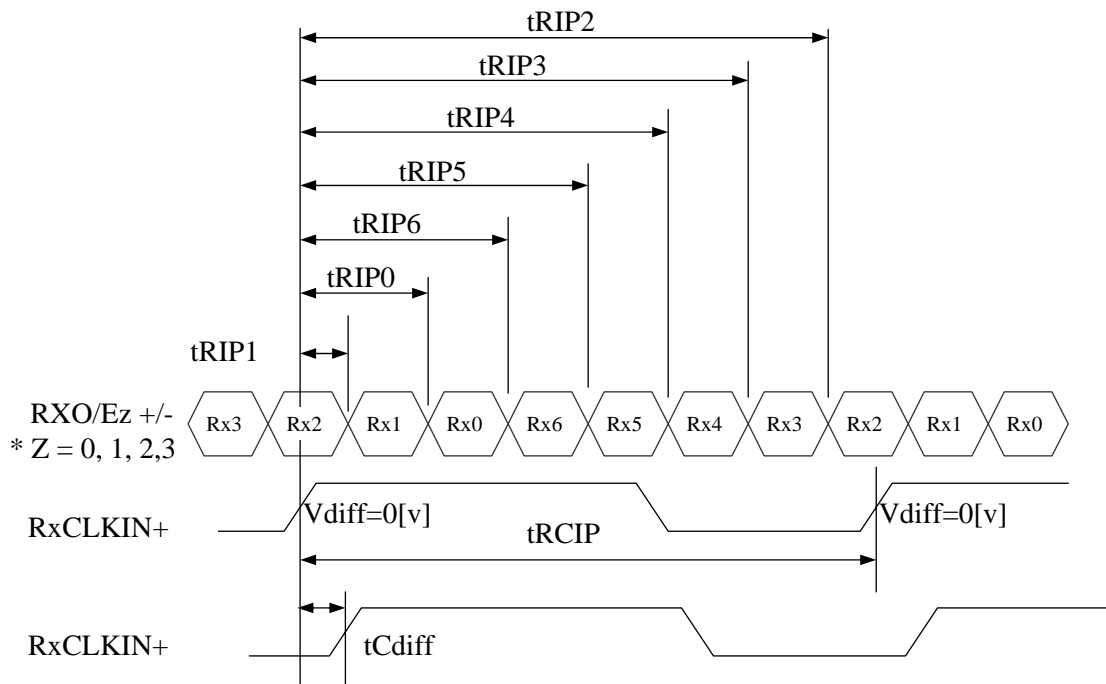 tRIP2
tRIP3
tRIP4
tRIP5
tRIP6
tRIP0
tRIP1
RXO/Ez +/-
* Z = 0, 1, 2,3
Rx3 Rx2 Rx1 Rx0 Rx6 Rx5 Rx4 Rx3 Rx2 Rx1 Rx0
RxCLKIN+
Vdiff=0[v] Vdiff=0[v]
tRCIP
RxCLKIN+
tCdiff